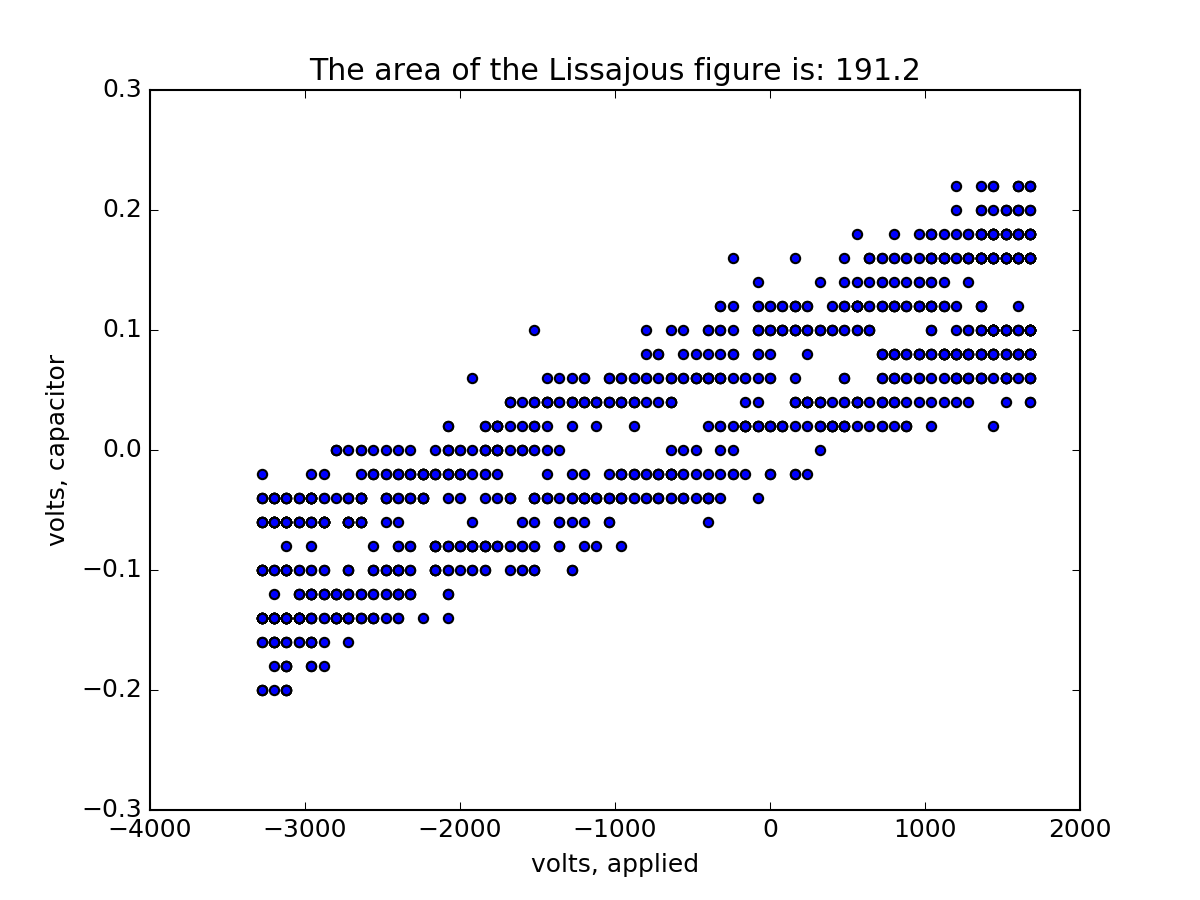 The area of the Lissajous figure is: 191.2
0.3
0.2
0.1
0.0
−0.1
−0.2
−0.3
volts, capacitor
−4000 −3000 −2000 −1000 0 1000 2000
volts, applied